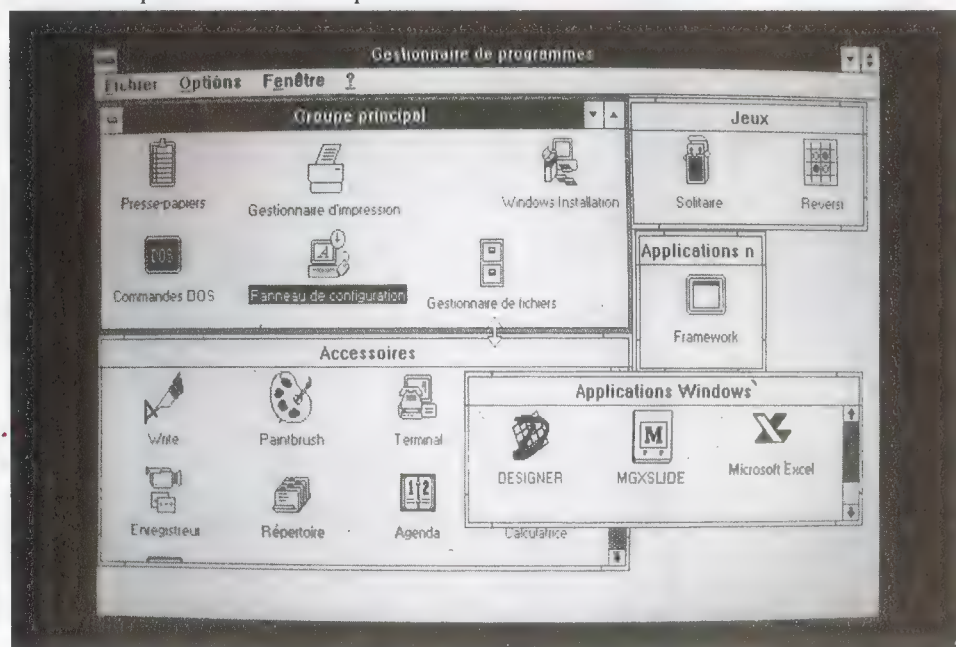 Gestionnaire de programmes
Fichier Options Fenêtre ?
Groupe principal
Presse-papiers
Gestionnaire d'impression
Windows Installation
DOS
Commandes DOS
Panneau de configuration
Gestionnaire de fichiers
Jeux
Solitaire
Reversi
Applications n
Framework
Accessoires
Write
Paintbrush
Terminal
Enregistreur
Répertoire
Agenda
Calculatrice
Applications Windows
DESIGNER
M
MGXSLIDE
Microsoft Excel